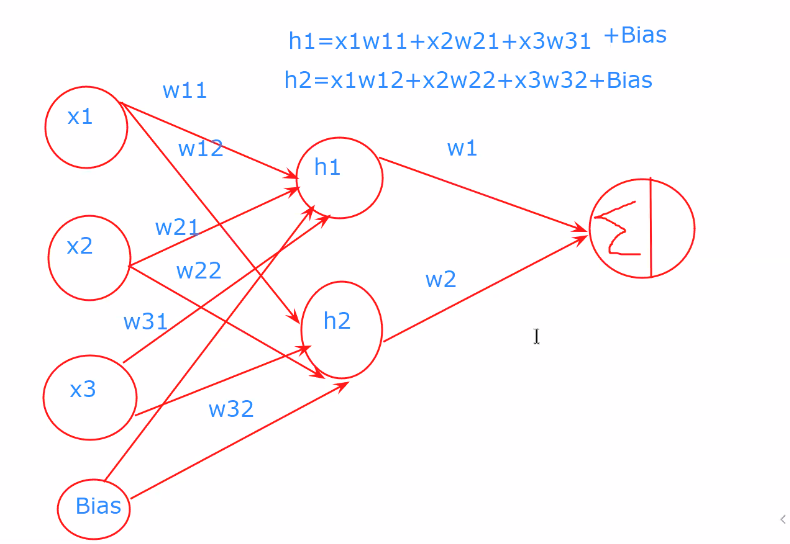 h1=x1w11+x2w21+x3w31 +Bias
h2=x1w12+x2w22+x3w32+Bias
w11
x1
w12
w1
h1
w21
x2
w22
Σ
w2
w31
h2
x3
w32
Bias